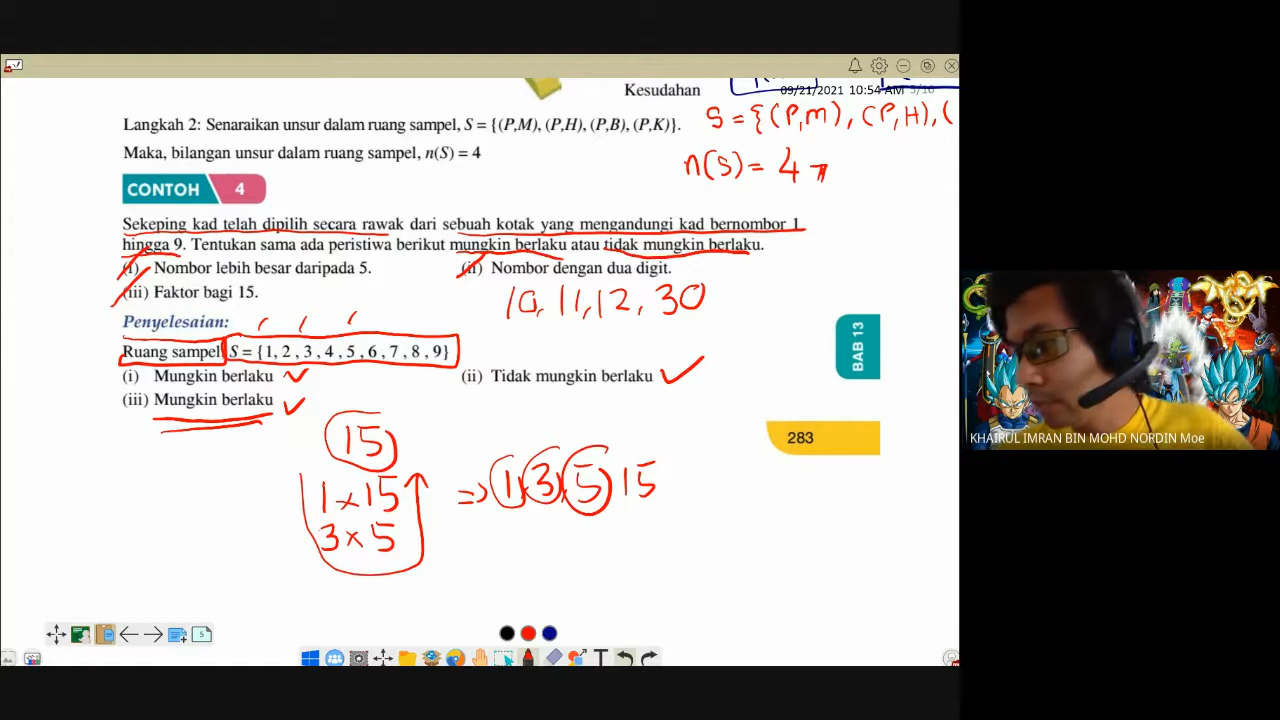 Kesudahan
09/21/2021 10:54 AM 5/10
Langkah 2: Senaraikan unsur dalam ruang sampel, S = {(P,M), (P,H), (P,B), (P,K)}.
S = {(P,M), (P,H), (
Maka, bilangan unsur dalam ruang sampel, n(S) = 4
n(S) = 4
CONTOH 4
Sekeping kad telah dipilih secara rawak dari sebuah kotak yang mengandungi kad bernombor 1
hingga 9. Tentukan sama ada peristiwa berikut mungkin berlaku atau tidak mungkin berlaku.
(i) Nombor lebih besar daripada 5. (ii) Nombor dengan dua digit.
(iii) Faktor bagi 15.
10, 11, 12, 30
Penyelesaian:
Ruang sampel, S = {1, 2 , 3 , 4 , 5 , 6 , 7 , 8 , 9}
(i) Mungkin berlaku (ii) Tidak mungkin berlaku
(iii) Mungkin berlaku
BAB 13
283
15
1 × 15
3 × 5
⇒ 1, 3, 5, 15
KHAIRUL IMRAN BIN MOHD NORDIN Moe
5
T